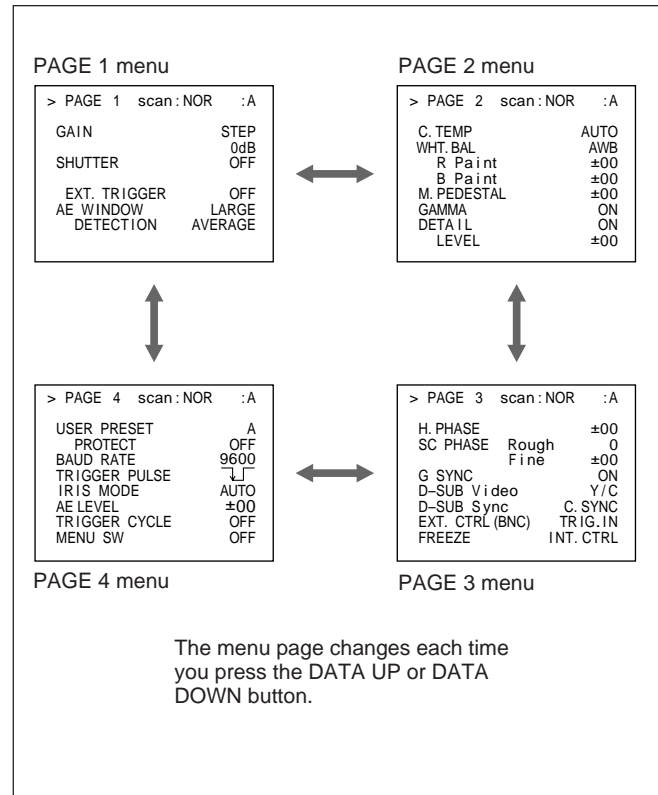 PAGE 1 menu
> PAGE 1 scan:NOR :A
GAIN STEP
0dB
SHUTTER OFF
EXT. TRIGGER OFF
AE WINDOW LARGE
DETECTION AVERAGE
PAGE 2 menu
> PAGE 2 scan:NOR :A
C. TEMP AUTO
WHT. BAL AWB
R Paint ±00
B Paint ±00
M. PEDESTAL ±00
GAMMA ON
DETAIL ON
LEVEL ±00
> PAGE 4 scan:NOR :A
USER PRESET A
PROTECT OFF
BAUD RATE 9600
TRIGGER PULSE
IRIS MODE AUTO
AE LEVEL ±00
TRIGGER CYCLE OFF
MENU SW OFF
PAGE 4 menu
> PAGE 3 scan:NOR :A
H. PHASE ±00
SC PHASE Rough 0
Fine ±00
G SYNC ON
D–SUB Video Y/C
D–SUB Sync C. SYNC
EXT. CTRL (BNC) TRIG.IN
FREEZE INT. CTRL
PAGE 3 menu
The menu page changes each time
you press the DATA UP or DATA
DOWN button.